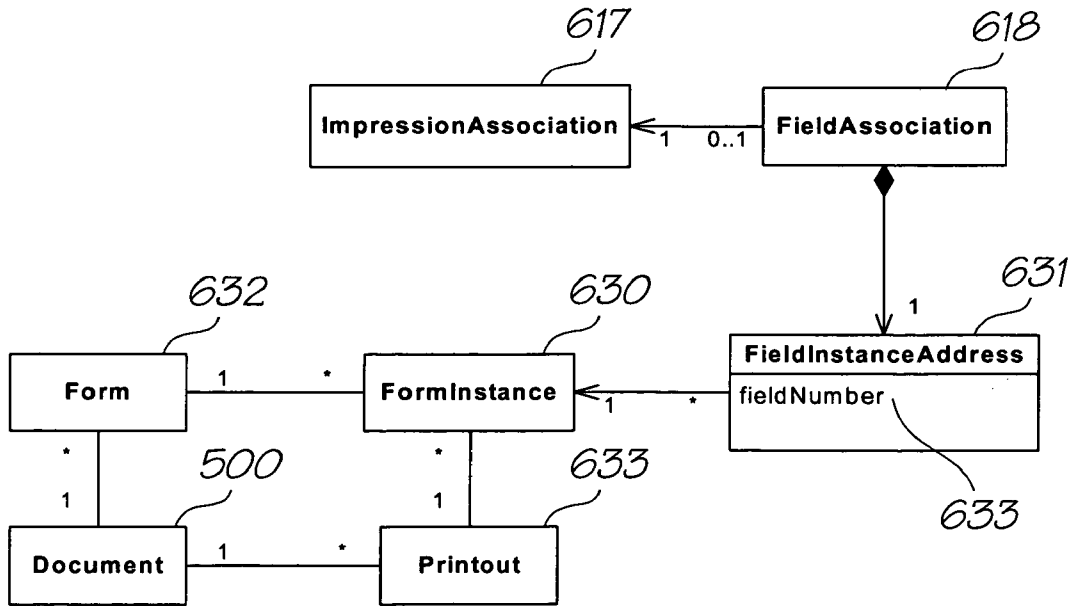 617
618
ImpressionAssociation
1
0..1
FieldAssociation
632
630
1
631
Form
1
*
FormInstance
1
*
FieldInstanceAddress
fieldNumber
*
1
500
*
1
633
633
Document
1
*
Printout